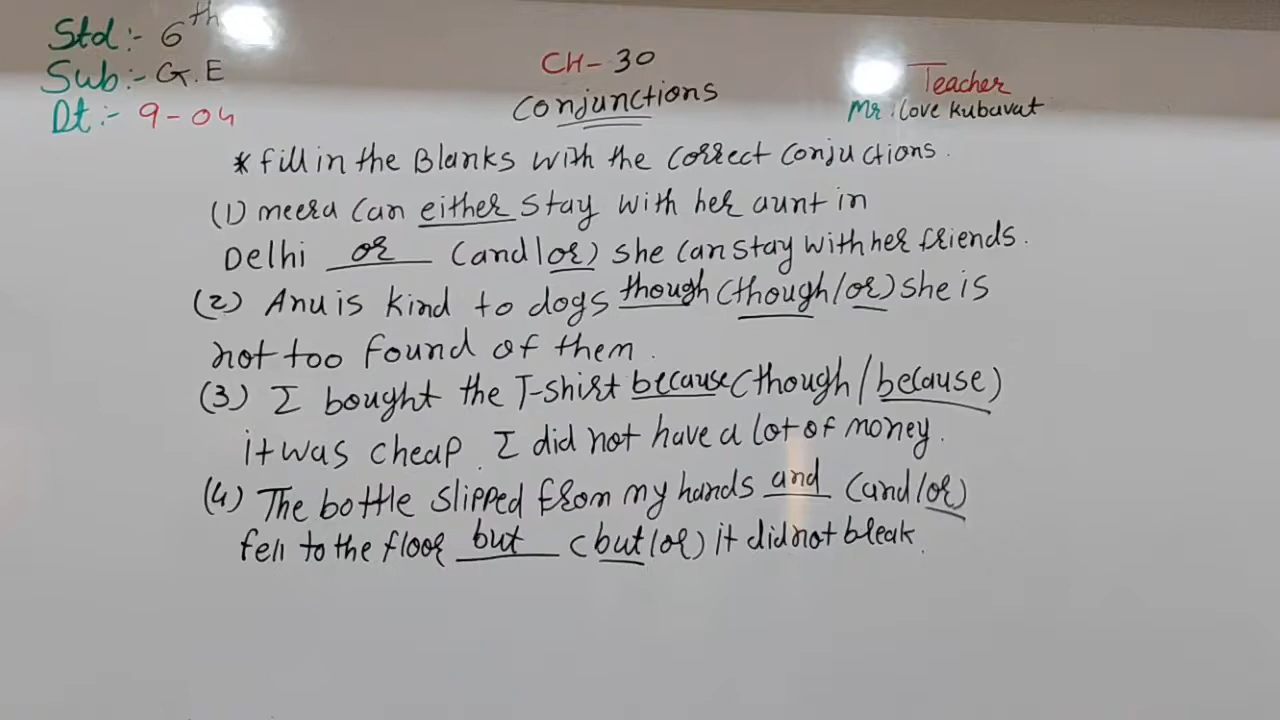 Std :- 6th
Sub :- G.E
Dt :- 9-04
CH-30
Conjunctions
Teacher
Mr : love Kubavat
* fill in the Blanks with the correct conjuctions.
(1) meera can either stay with her aunt in
Delhi or (and/or) she can stay with her friends.
(2) Anu is kind to dogs though (though/or) she is
not too found of them.
(3) I bought the T-shirt because (though/because)
it was cheap. I did not have a lot of money.
(4) The bottle slipped from my hands and (and/or)
fell to the floor but (but/or) it did not bleak.